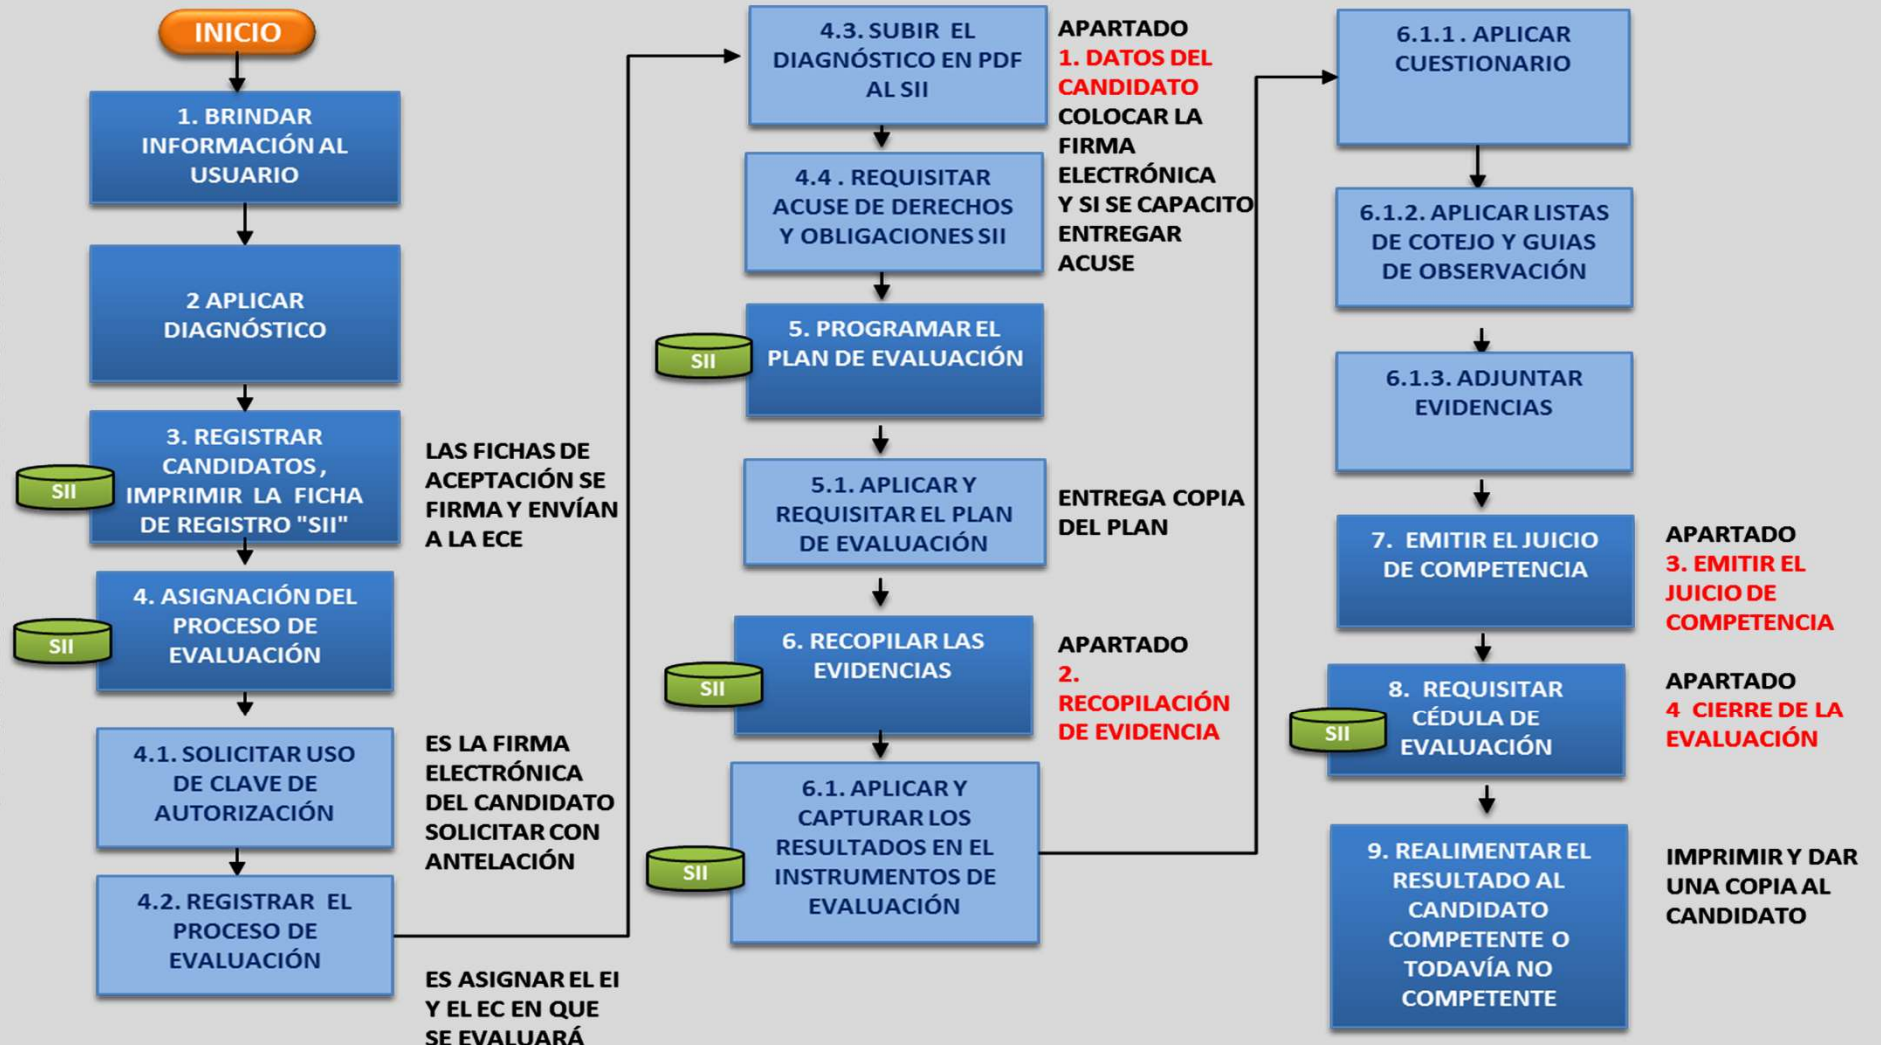 INICIO
1. BRINDAR
INFORMACIÓN AL
USUARIO
2 APLICAR
DIAGNÓSTICO
3. REGISTRAR
CANDIDATOS ,
IMPRIMIR LA FICHA
DE REGISTRO "SII"
SII
LAS FICHAS DE
ACEPTACIÓN SE
FIRMA Y ENVÍAN
A LA ECE
4. ASIGNACIÓN DEL
PROCESO DE
EVALUACIÓN
SII
4.1. SOLICITAR USO
DE CLAVE DE
AUTORIZACIÓN
ES LA FIRMA
ELECTRÓNICA
DEL CANDIDATO
SOLICITAR CON
ANTELACIÓN
4.2. REGISTRAR EL
PROCESO DE
EVALUACIÓN
ES ASIGNAR EL EI
Y EL EC EN QUE
SE EVALUARÁ
4.3. SUBIR EL
DIAGNÓSTICO EN PDF
AL SII
APARTADO
1. DATOS DEL
CANDIDATO
COLOCAR LA
FIRMA
ELECTRÓNICA
Y SI SE CAPACITO
ENTREGAR
ACUSE
4.4 . REQUISITAR
ACUSE DE DERECHOS
Y OBLIGACIONES SII
5. PROGRAMAR EL
PLAN DE EVALUACIÓN
SII
5.1. APLICAR Y
REQUISITAR EL PLAN
DE EVALUACIÓN
ENTREGA COPIA
DEL PLAN
6. RECOPILAR LAS
EVIDENCIAS
SII
APARTADO
2.
RECOPILACIÓN
DE EVIDENCIA
6.1. APLICAR Y
CAPTURAR LOS
RESULTADOS EN EL
INSTRUMENTOS DE
EVALUACIÓN
SII
6.1.1 . APLICAR
CUESTIONARIO
6.1.2. APLICAR LISTAS
DE COTEJO Y GUIAS
DE OBSERVACIÓN
6.1.3. ADJUNTAR
EVIDENCIAS
7. EMITIR EL JUICIO
DE COMPETENCIA
APARTADO
3. EMITIR EL
JUICIO DE
COMPETENCIA
8. REQUISITAR
CÉDULA DE
EVALUACIÓN
SII
APARTADO
4 CIERRE DE LA
EVALUACIÓN
9. REALIMENTAR EL
RESULTADO AL
CANDIDATO
COMPETENTE O
TODAVÍA NO
COMPETENTE
IMPRIMIR Y DAR
UNA COPIA AL
CANDIDATO